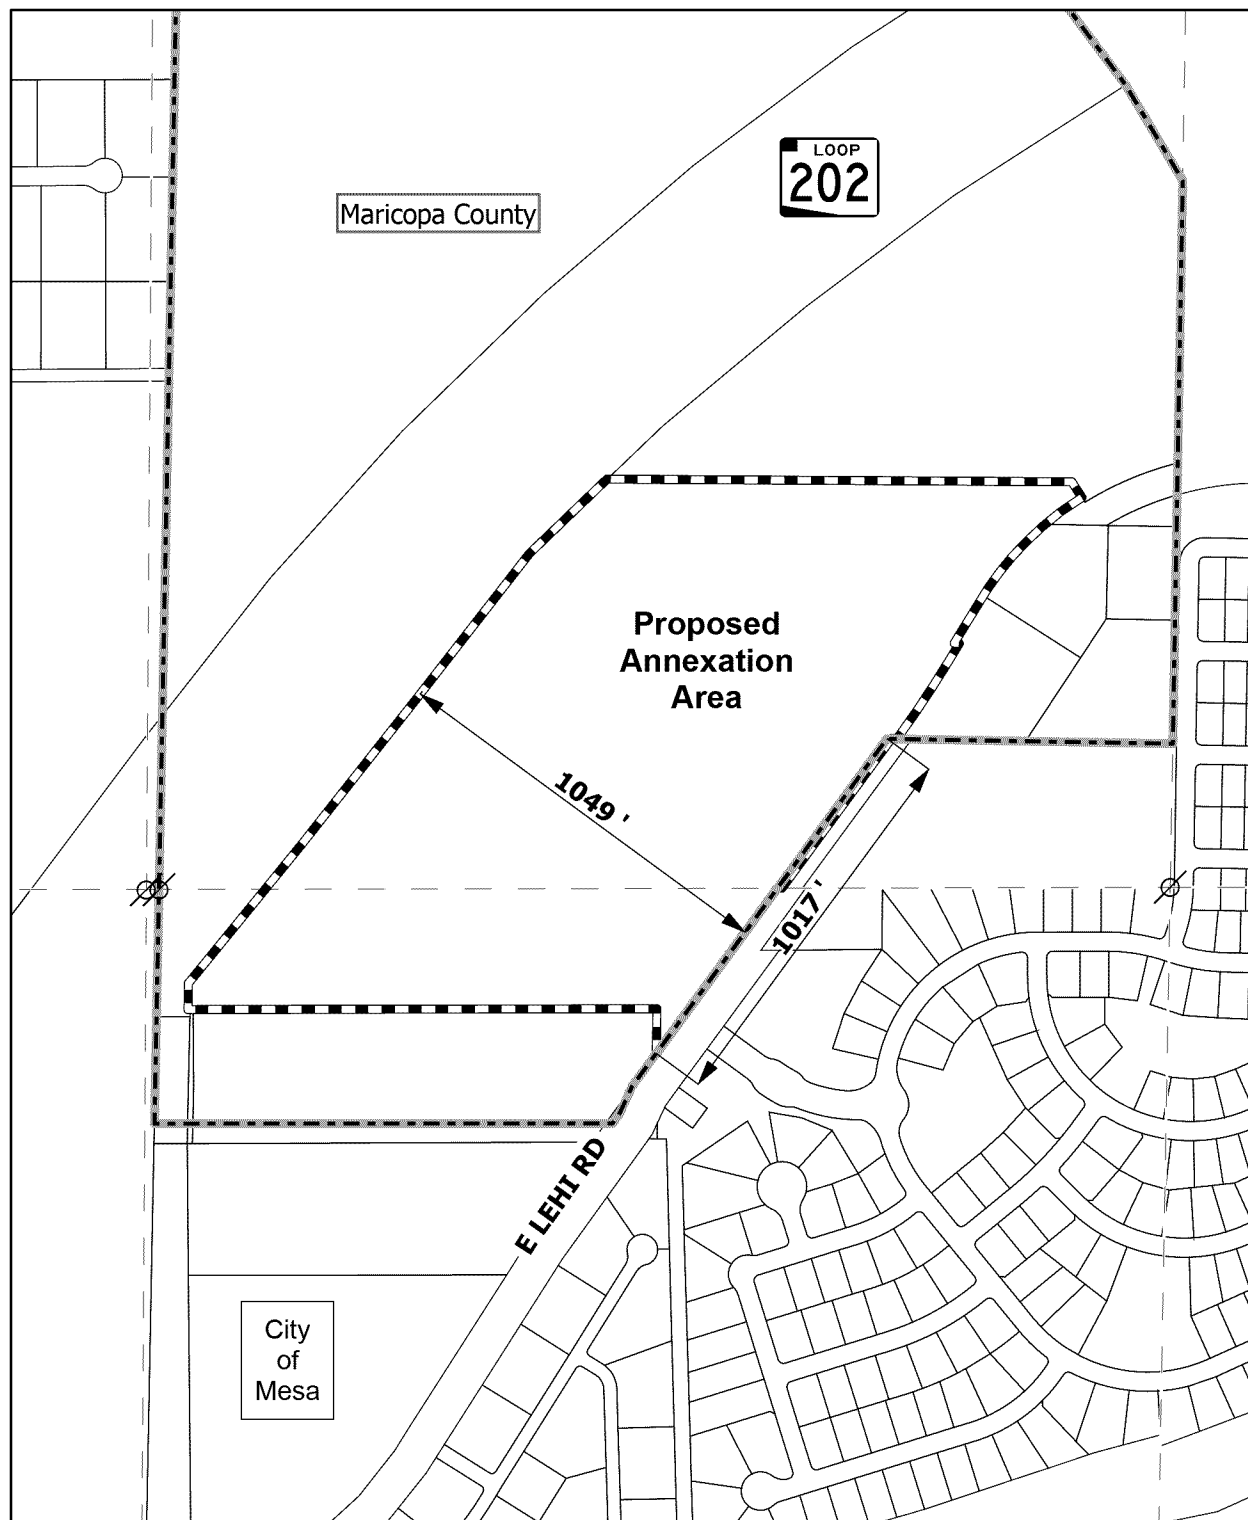 LOOP
202
Maricopa County
Proposed
Annexation
Area
1049 '
1017 '
E LEHI RD
City
of
Mesa